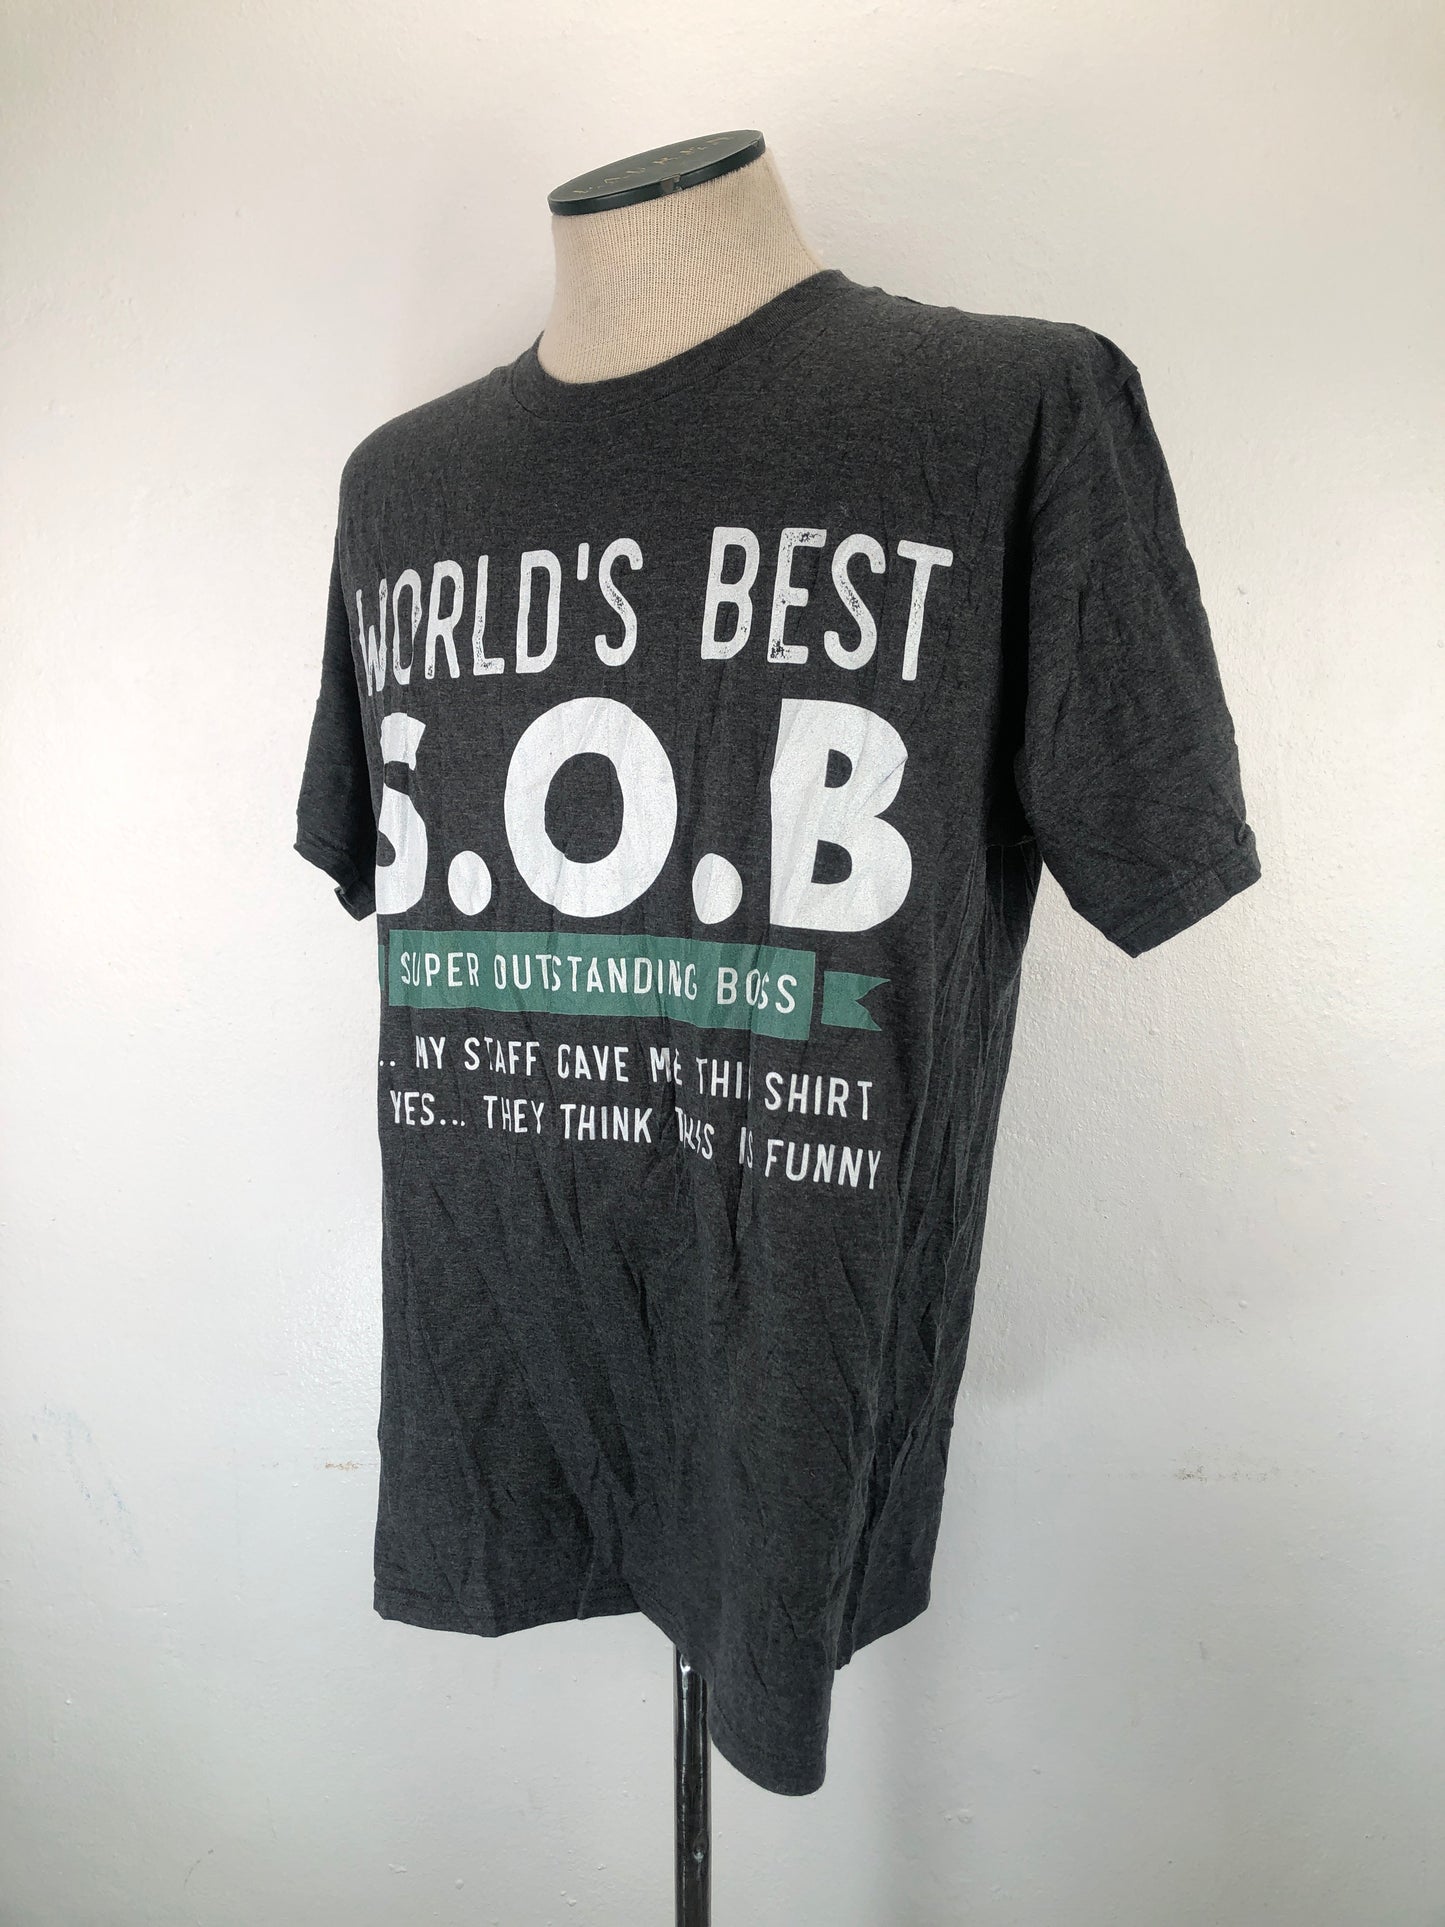 WORLD'S BEST
S.O.B
SUPER OUTSTANDING BOSS
.. MY STAFF GAVE ME THIS SHIRT
YES... THEY THINK THIS IS FUNNY